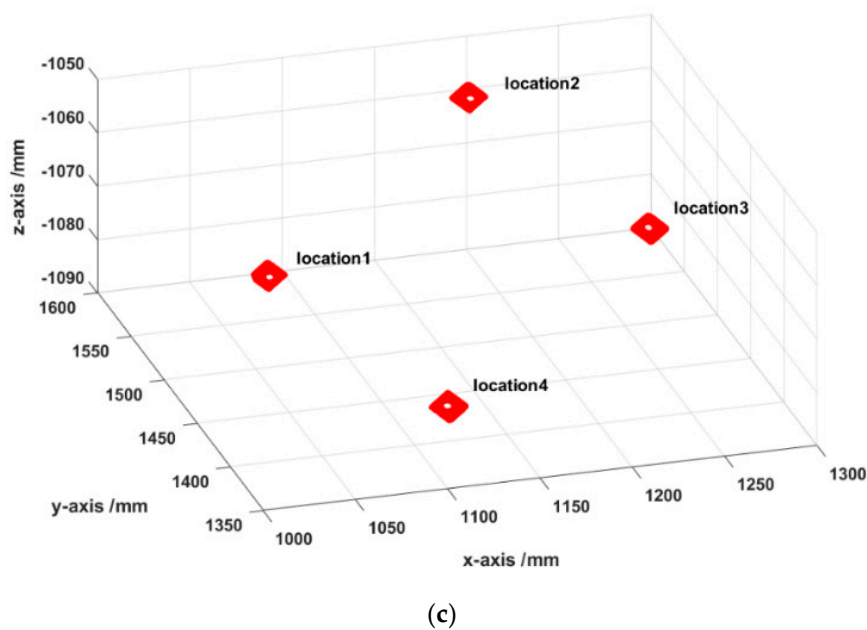 -1050
location2
-1060
-1070
location3
-1080
location1
-1090
1600
1550
1500
location4
1450
1400
1350
1000
1050
1100
1150
1200
1250
1300
z-axis /mm
y-axis /mm
x-axis /mm
(c)